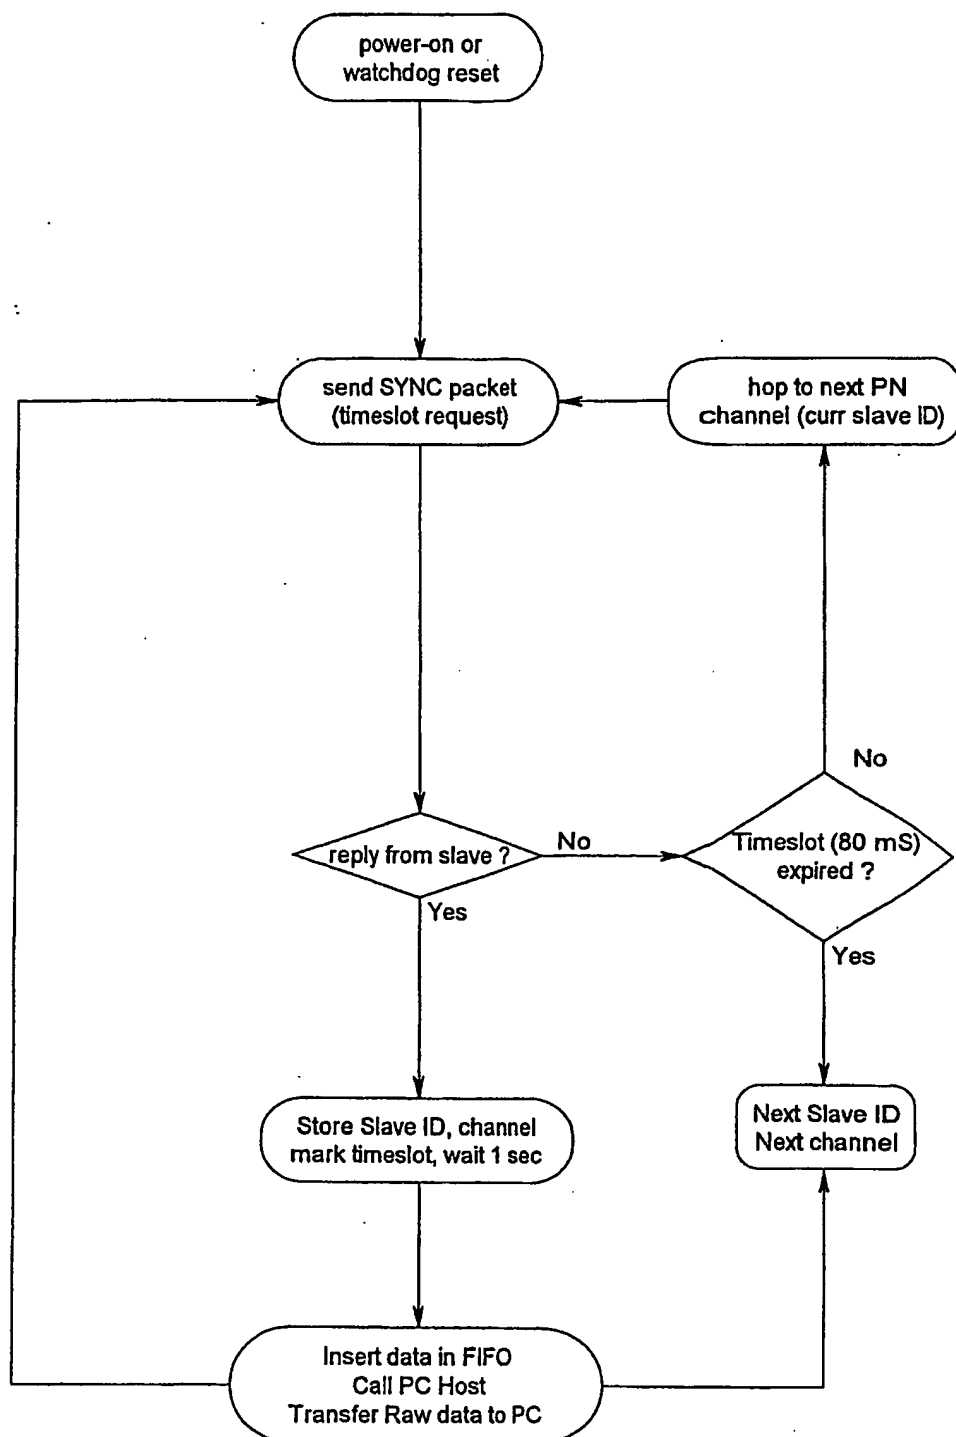 power-on or
watchdog reset
send SYNC packet
(timeslot request)
hop to next PN
channel (curr slave ID)
No
reply from slave ?
No
Timeslot (80 mS)
expired ?
Yes
Yes
Store Slave ID, channel
mark timeslot, wait 1 sec
Next Slave ID
Next channel
Insert data in FIFO
Call PC Host
Transfer Raw data to PC